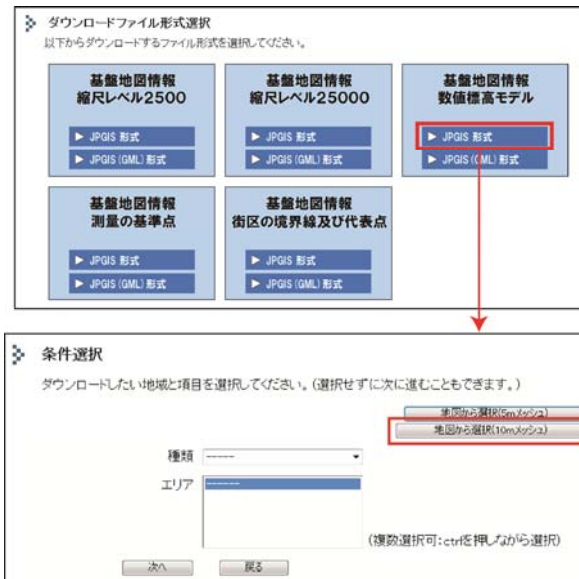 ダウンロードファイル形式選択
以下からダウンロードするファイル形式を選択してください。
基盤地図情報
縮尺レベル2500
▶ JPGIS 形式
▶ JPGIS (GML) 形式
基盤地図情報
縮尺レベル25000
▶ JPGIS 形式
▶ JPGIS (GML) 形式
基盤地図情報
数値標高モデル
▶ JPGIS 形式
▶ JPGIS (GML) 形式
基盤地図情報
測量の基準点
▶ JPGIS 形式
▶ JPGIS (GML) 形式
基盤地図情報
街区の境界線及び代表点
▶ JPGIS 形式
▶ JPGIS (GML) 形式
条件選択
ダウンロードしたい地域と項目を選択してください。(選択せずに次に進むこともできます。)
地図から選択(5mメッシュ)
地図から選択(10mメッシュ)
種類 -----
エリア ------
(複数選択可:ctrlを押しながら選択)
次へ 戻る